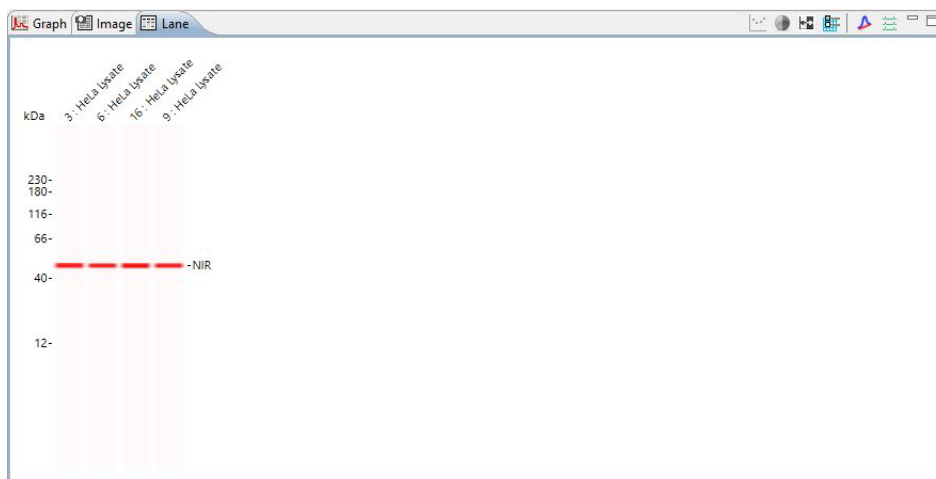 Graph Image Lane
3 : HeLa Lysate
6 : HeLa Lysate
16 : HeLa Lysate
9 : HeLa Lysate
kDa
230-
180-
116-
66-
-NIR
40-
12-